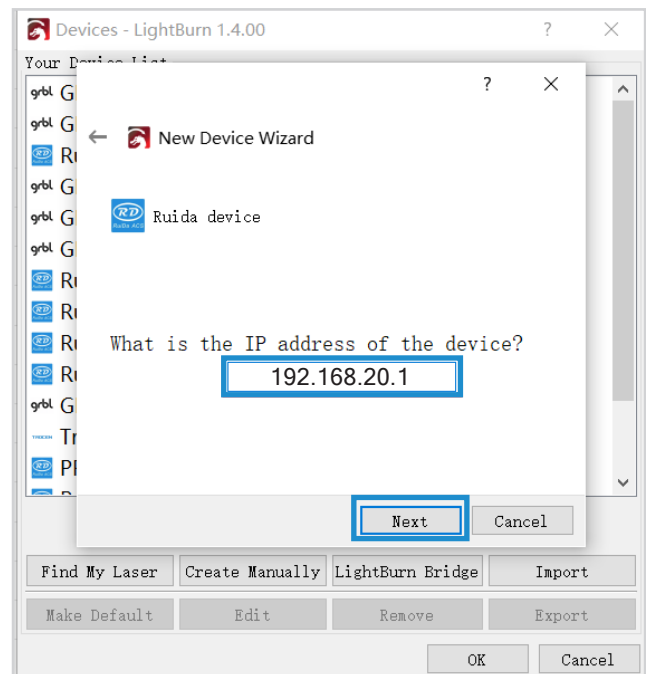 Devices - LightBurn 1.4.00
?
Your Device List
?
grbl G
grbl G
New Device Wizard
Ru
grbl G
grbl G
RD
Ruida device
grbl G
Ru
Ru
Ru
What is the IP address of the device?
Ru
192.168.20.1
grbl G
Tr
Next
Cancel
Find My Laser
Create Manually
LightBurn Bridge
Import
Make Default
Edit
Remove
Export
OK
Cancel